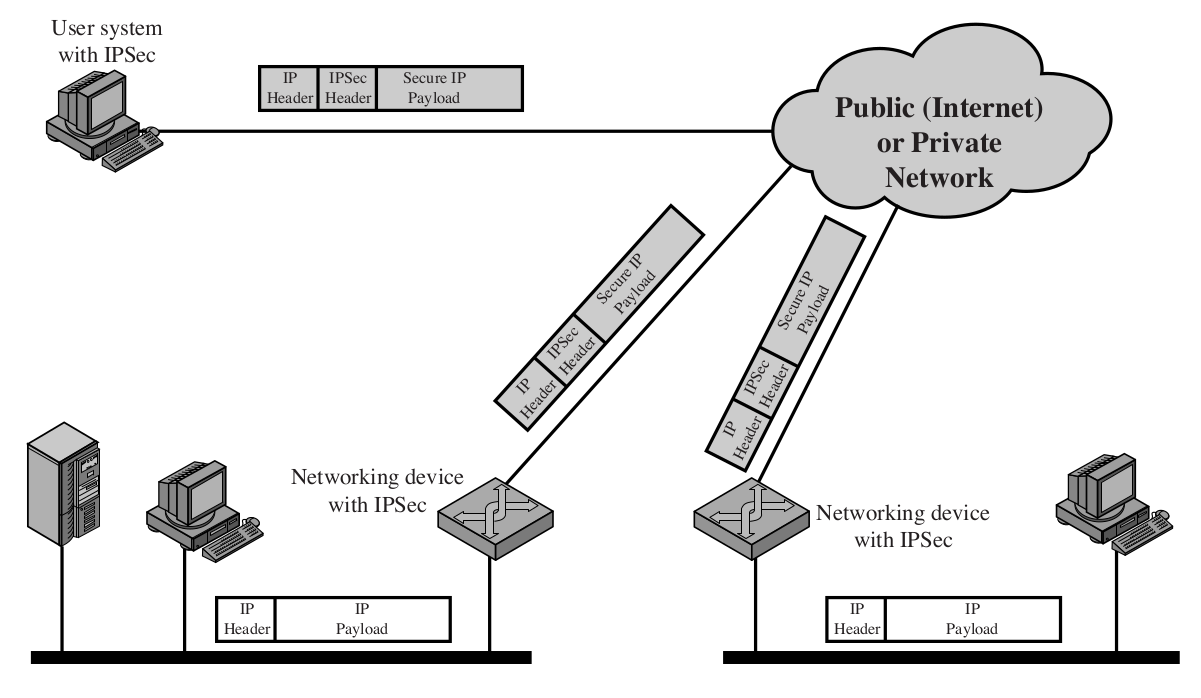 User system
with IPSec
IP
Header
IPSec
Header
Secure IP
Payload
Public (Internet)
or Private
Network
IP
Header
IPSec
Header
Secure IP
Payload
IP
Header
IPSec
Header
Secure IP
Payload
Networking device
with IPSec
Networking device
with IPSec
IP
Header
IP
Payload
IP
Header
IP
Payload